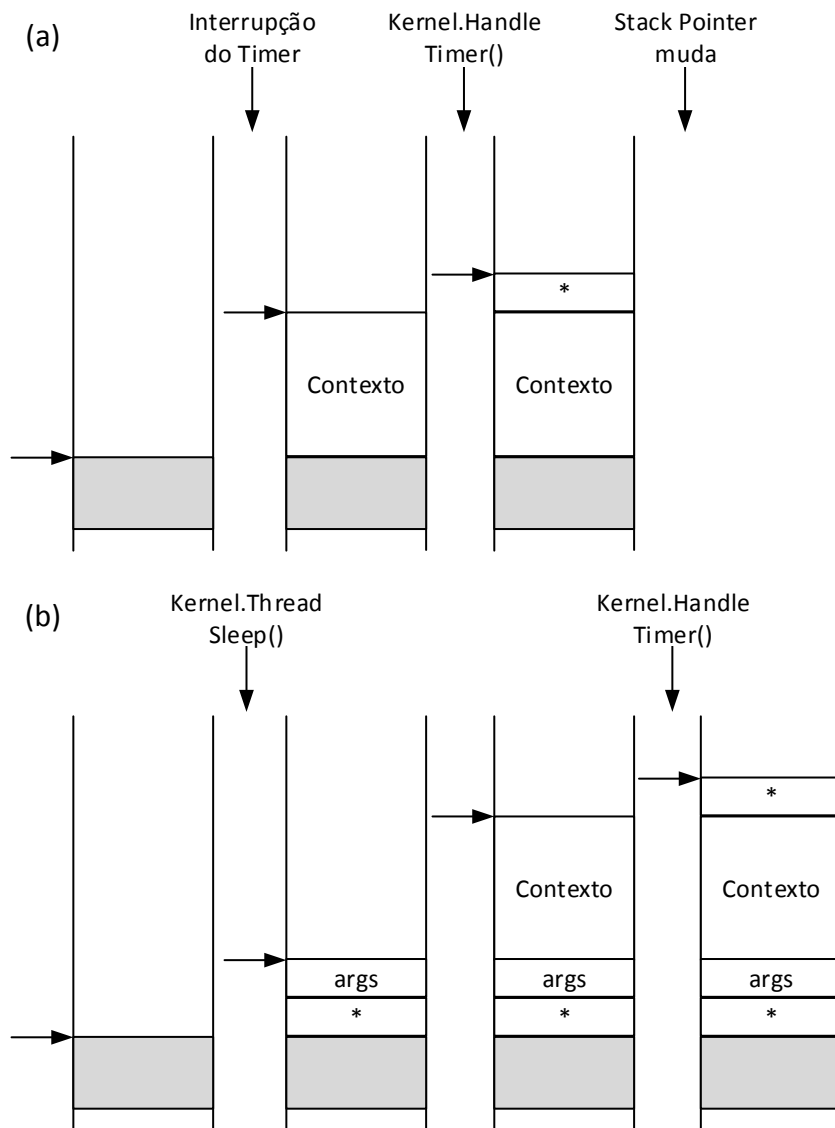 (a)
Interrupção
do Timer
Kernel.Handle
Timer()
Stack Pointer
muda
*
Contexto
Contexto
(b)
Kernel.Thread
Sleep()
Kernel.Handle
Timer()
*
Contexto
Contexto
args
args
args
*
*
*